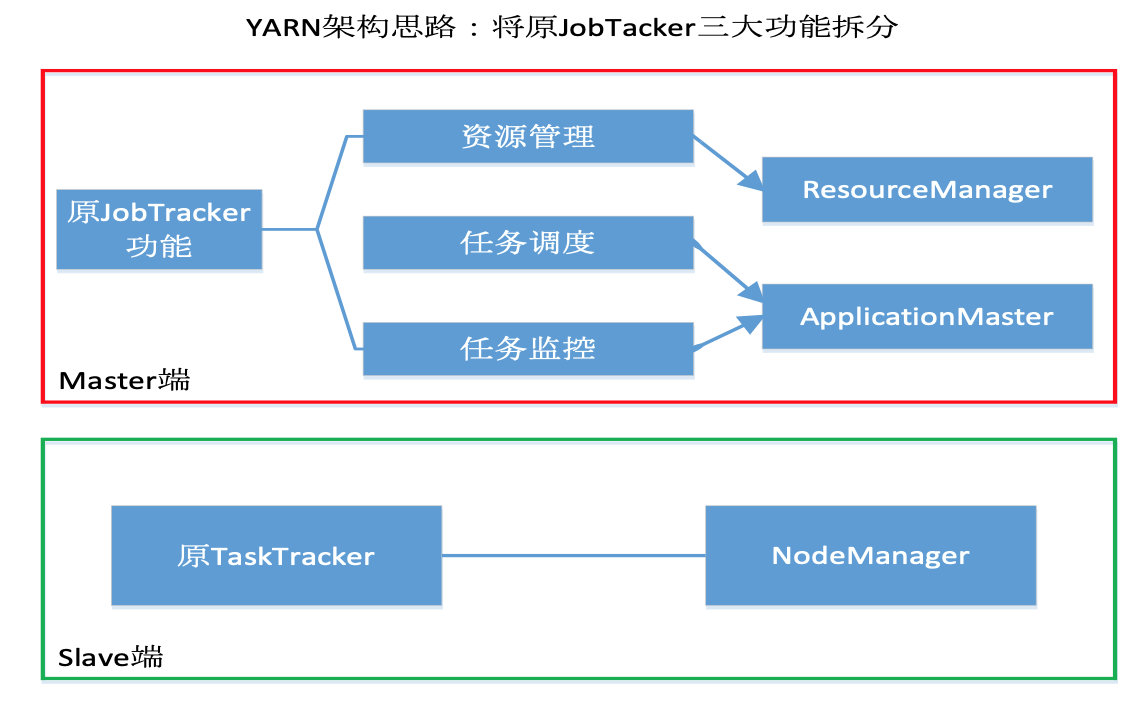 YARN架构思路：将原JobTacker三大功能拆分
资源管理
ResourceManager
原JobTracker
功能
任务调度
ApplicationMaster
任务监控
Master端
原TaskTracker
NodeManager
Slave端